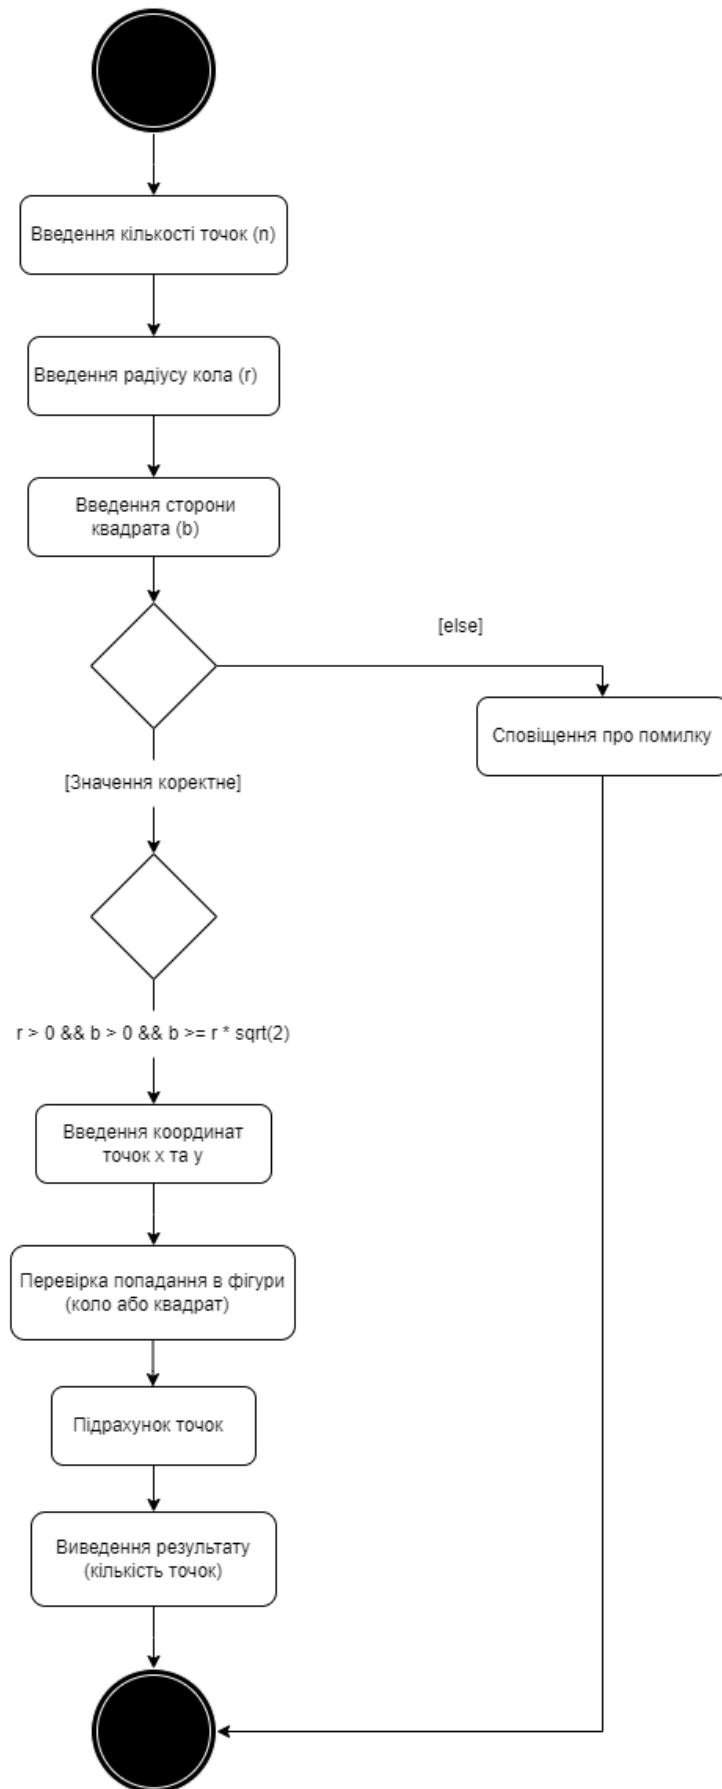 Введення кількості точок (n)
Введення радіусу кола (r)
Введення сторони
квадрата (b)
[else]
Сповіщення про помилку
[Значення коректне]
r > 0 && b > 0 && b >= r * sqrt(2)
Введення координат
точок x та y
Перевірка попадання в фігури
(коло або квадрат)
Підрахунок точок
Виведення результату
(кількість точок)